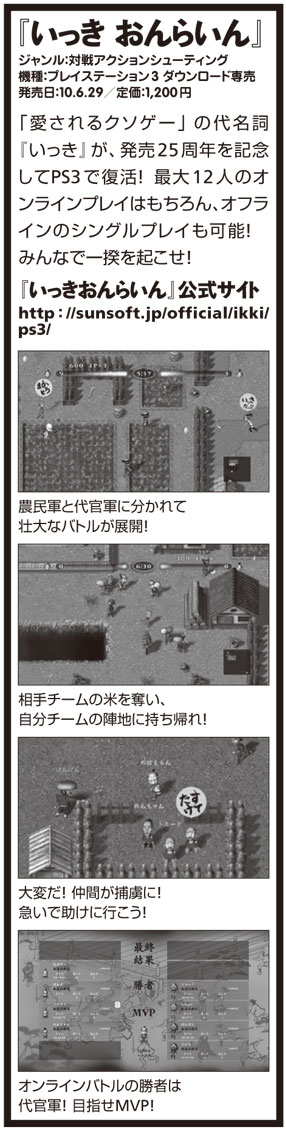 『いっき おんらいん』
ジャンル:対戦アクションシューティング
機種:プレイステーション3 ダウンロード専売
発売日:10.6.29／定価:1,200円
「愛されるクソゲー」の代名詞
『いっき』が、発売25周年を記念
してPS3で復活! 最大12人のオ
ンラインプレイはもちろん、オフラ
インのシングルプレイも可能!
みんなで一揆を起こせ!
『いっきおんらいん』公式サイト
http://sunsoft.jp/official/ikki/
ps3/
5:17
農民軍と代官軍に分かれて
壮大なバトルが展開!
0 6:10 0
相手チームの米を奪い、
自分チームの陣地に持ち帰れ!
たすけて
大変だ! 仲間が捕虜に!
急いで助けに行こう!
最終
結果
勝者
MVP
オンラインバトルの勝者は
代官軍! 目指せMVP!